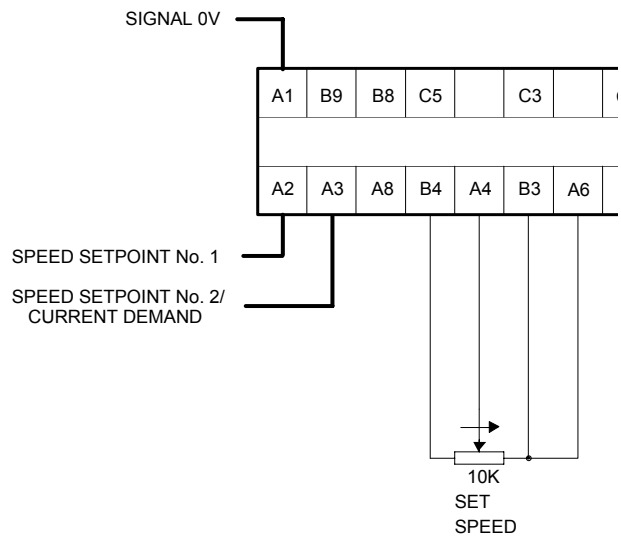 SIGNAL 0V
A1 B9 B8 C5 C3
A2 A3 A8 B4 A4 B3 A6
SPEED SETPOINT No. 1
SPEED SETPOINT No. 2/
CURRENT DEMAND
10K
SET
SPEED